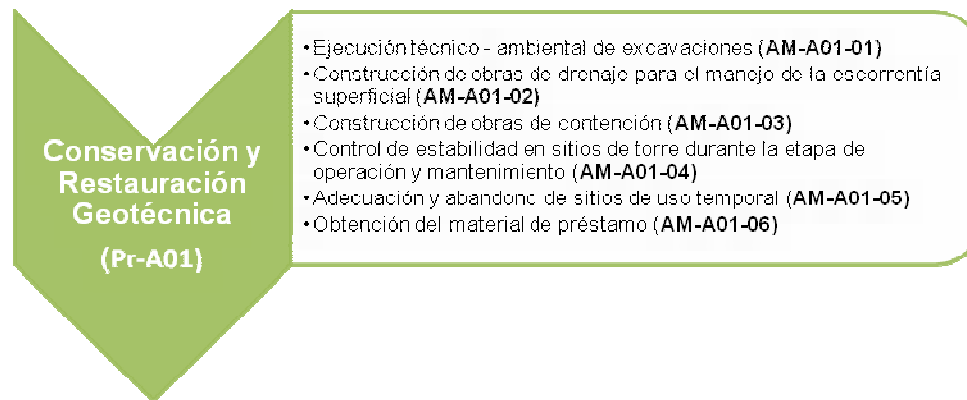 Conservación y
Restauración
Geotécnica
(Pr-A01)
•Ejecución técnico - ambiental de excavaciones (AM-A01-01)
•Construcción de obras de drenaje para el manejo de la escorrentía
superficial (AM-A01-02)
•Construcción de obras de contención (AM-A01-03)
•Control de estabilidad en sitios de torre durante la etapa de
operación y mantenimiento (AM-A01-04)
•Adecuación y abandono de sitios de uso temporal (AM-A01-05)
•Obtención del material de préstamo (AM-A01-06)